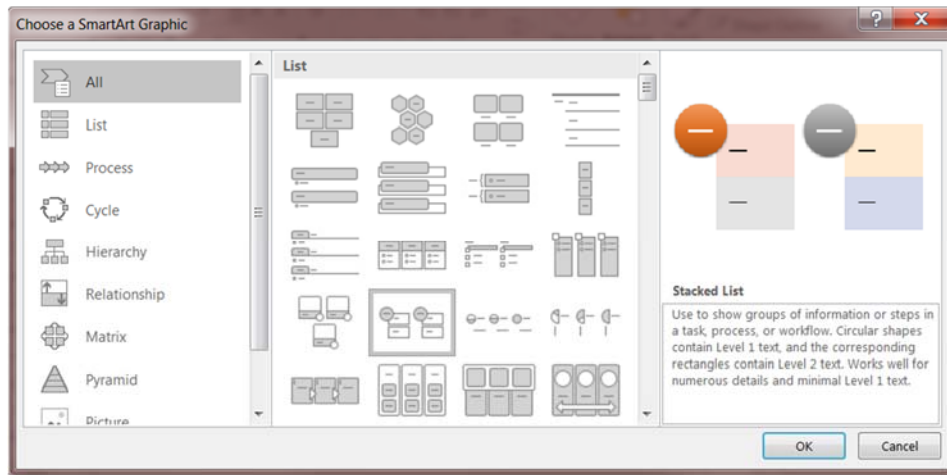 Choose a SmartArt Graphic
?
X
All
List
Process
Cycle
Hierarchy
Relationship
Matrix
Pyramid
Picture
List
Stacked List
Use to show groups of information or steps in
a task, process, or workflow. Circular shapes
contain Level 1 text, and the corresponding
rectangles contain Level 2 text. Works well for
numerous details and minimal Level 1 text.
OK
Cancel